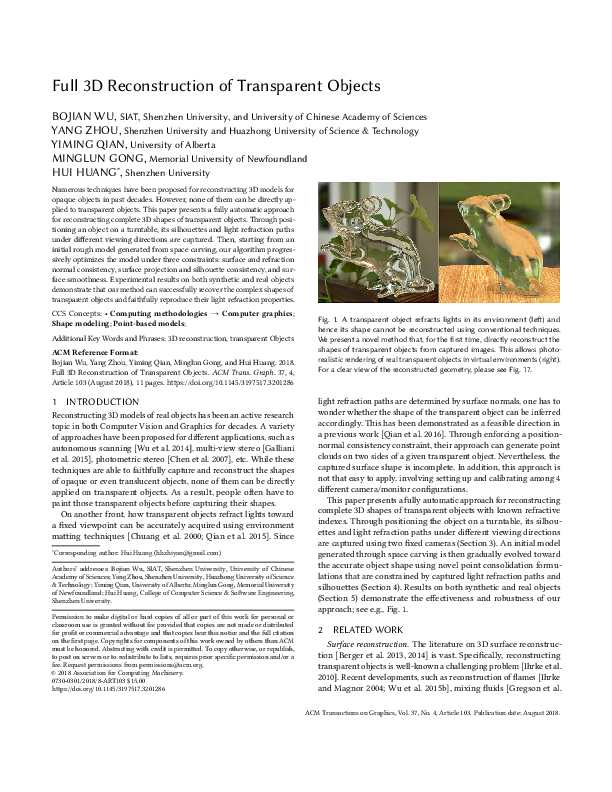 Full 3D Reconstruction of Transparent Objects
BOJIAN WU, SIAT, Shenzhen University, and University of Chinese Academy of Sciences
YANG ZHOU, Shenzhen University and Huazhong University of Science & Technology
YIMING QIAN, University of Alberta
MINGLUN GONG, Memorial University of Newfoundland
HUI HUANG*, Shenzhen University
Numerous techniques have been proposed for reconstructing 3D models for
opaque objects in past decades. However, none of them can be directly ap-
plied to transparent objects. This paper presents a fully automatic approach
for reconstructing complete 3D shapes of transparent objects. Through posi-
tioning an object on a turntable, its silhouettes and light refraction paths
under different viewing directions are captured. Then, starting from an
initial rough model generated from space carving, our algorithm progres-
sively optimizes the model under three constraints: surface and refraction
normal consistency, surface projection and silhouette consistency, and sur-
face smoothness. Experimental results on both synthetic and real objects
demonstrate that our method can successfully recover the complex shapes of
transparent objects and faithfully reproduce their light refraction properties.
CCS Concepts: • Computing methodologies → Computer graphics;
Shape modeling; Point-based models;
Additional Key Words and Phrases: 3D reconstruction, transparent Objects
ACM Reference Format:
Bojian Wu, Yang Zhou, Yiming Qian, Minglun Gong, and Hui Huang. 2018.
Full 3D Reconstruction of Transparent Objects. ACM Trans. Graph. 37, 4,
Article 103 (August 2018), 11 pages. https://doi.org/10.1145/3197517.3201286
1 INTRODUCTION
Reconstructing 3D models of real objects has been an active research
topic in both Computer Vision and Graphics for decades. A variety
of approaches have been proposed for different applications, such as
autonomous scanning [Wu et al. 2014], multi-view stereo [Galliani
et al. 2015], photometric stereo [Chen et al. 2007], etc. While these
techniques are able to faithfully capture and reconstruct the shapes
of opaque or even translucent objects, none of them can be directly
applied on transparent objects. As a result, people often have to
paint those transparent objects before capturing their shapes.
On another front, how transparent objects refract lights toward
a fixed viewpoint can be accurately acquired using environment
matting techniques [Chuang et al. 2000; Qian et al. 2015]. Since
*Corresponding author: Hui Huang (hhzhiyan@gmail.com)
Authors' addresses: Bojian Wu, SIAT, Shenzhen University, University of Chinese
Academy of Sciences; Yang Zhou, Shenzhen University, Huazhong University of Science
& Technology; Yiming Qian, University of Alberta; Minglun Gong, Memorial University
of Newfoundland; Hui Huang, College of Computer Science & Software Engineering,
Shenzhen University.
Permission to make digital or hard copies of all or part of this work for personal or
classroom use is granted without fee provided that copies are not made or distributed
for profit or commercial advantage and that copies bear this notice and the full citation
on the first page. Copyrights for components of this work owned by others than ACM
must be honored. Abstracting with credit is permitted. To copy otherwise, or republish,
to post on servers or to redistribute to lists, requires prior specific permission and/or a
fee. Request permissions from permissions@acm.org.
© 2018 Association for Computing Machinery.
0730-0301/2018/8-ART103 $15.00
https://doi.org/10.1145/3197517.3201286
Fig. 1. A transparent object refracts lights in its environment (left) and
hence its shape cannot be reconstructed using conventional techniques.
We present a novel method that, for the first time, directly reconstruct the
shapes of transparent objects from captured images. This allows photo-
realistic rendering of real transparent objects in virtual environments (right).
For a clear view of the reconstructed geometry, please see Fig. 17.
light refraction paths are determined by surface normals, one has to
wonder whether the shape of the transparent object can be inferred
accordingly. This has been demonstrated as a feasible direction in
a previous work [Qian et al. 2016]. Through enforcing a position-
normal consistency constraint, their approach can generate point
clouds on two sides of a given transparent object. Nevertheless, the
captured surface shape is incomplete. In addition, this approach is
not that easy to apply, involving setting up and calibrating among 4
different camera/monitor configurations.
This paper presents a fully automatic approach for reconstructing
complete 3D shapes of transparent objects with known refractive
indexes. Through positioning the object on a turntable, its silhou-
ettes and light refraction paths under different viewing directions
are captured using two fixed cameras (Section 3). An initial model
generated through space carving is then gradually evolved toward
the accurate object shape using novel point consolidation formu-
lations that are constrained by captured light refraction paths and
silhouettes (Section 4). Results on both synthetic and real objects
(Section 5) demonstrate the effectiveness and robustness of our
approach; see e.g., Fig. 1.
2 RELATED WORK
Surface reconstruction. The literature on 3D surface reconstruc-
tion [Berger et al. 2013, 2014] is vast. Specifically, reconstructing
transparent objects is well-known a challenging problem [Ihrke et al.
2010]. Recent developments, such as reconstruction of flames [Ihrke
and Magnor 2004; Wu et al. 2015b], mixing fluids [Gregson et al.
ACM Transactions on Graphics, Vol. 37, No. 4, Article 103. Publication date: August 2018.